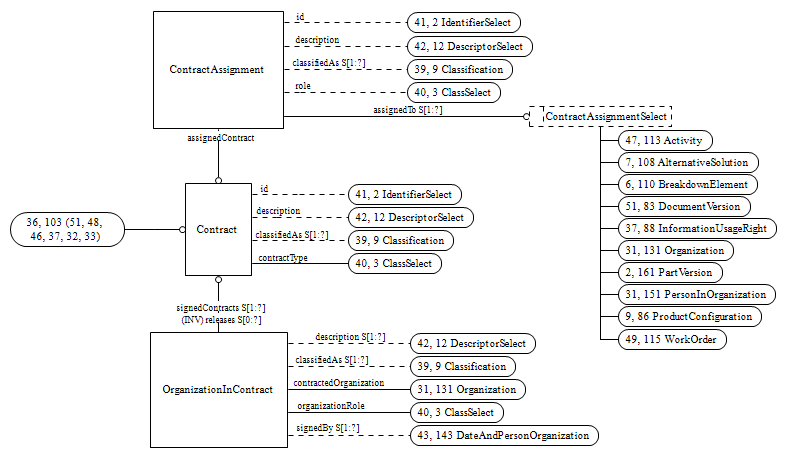 id
41, 2 IdentifierSelect
description
42, 12 DescriptorSelect
ContractAssignment
classifiedAs S[1:?]
39, 9 Classification
role
40, 3 ClassSelect
assignedTo S[1:?]
ContractAssignmentSelect
assignedContract
47, 113 Activity
7, 108 AlternativeSolution
6, 110 BreakdownElement
51, 83 DocumentVersion
37, 88 InformationUsageRight
31, 131 Organization
2, 161 PartVersion
31, 151 PersonInOrganization
9, 86 ProductConfiguration
49, 115 WorkOrder
36, 103 (51, 48,
46, 37, 32, 33)
Contract
id
41, 2 IdentifierSelect
description
42, 12 DescriptorSelect
classifiedAs S[1:?]
39, 9 Classification
contractType
40, 3 ClassSelect
signedContracts S[1:?]
(INV) releases S[0:?]
OrganizationInContract
description S[1:?]
42, 12 DescriptorSelect
classifiedAs S[1:?]
39, 9 Classification
contractedOrganization
31, 131 Organization
organizationRole
40, 3 ClassSelect
signedBy S[1:?]
43, 143 DateAndPersonOrganization